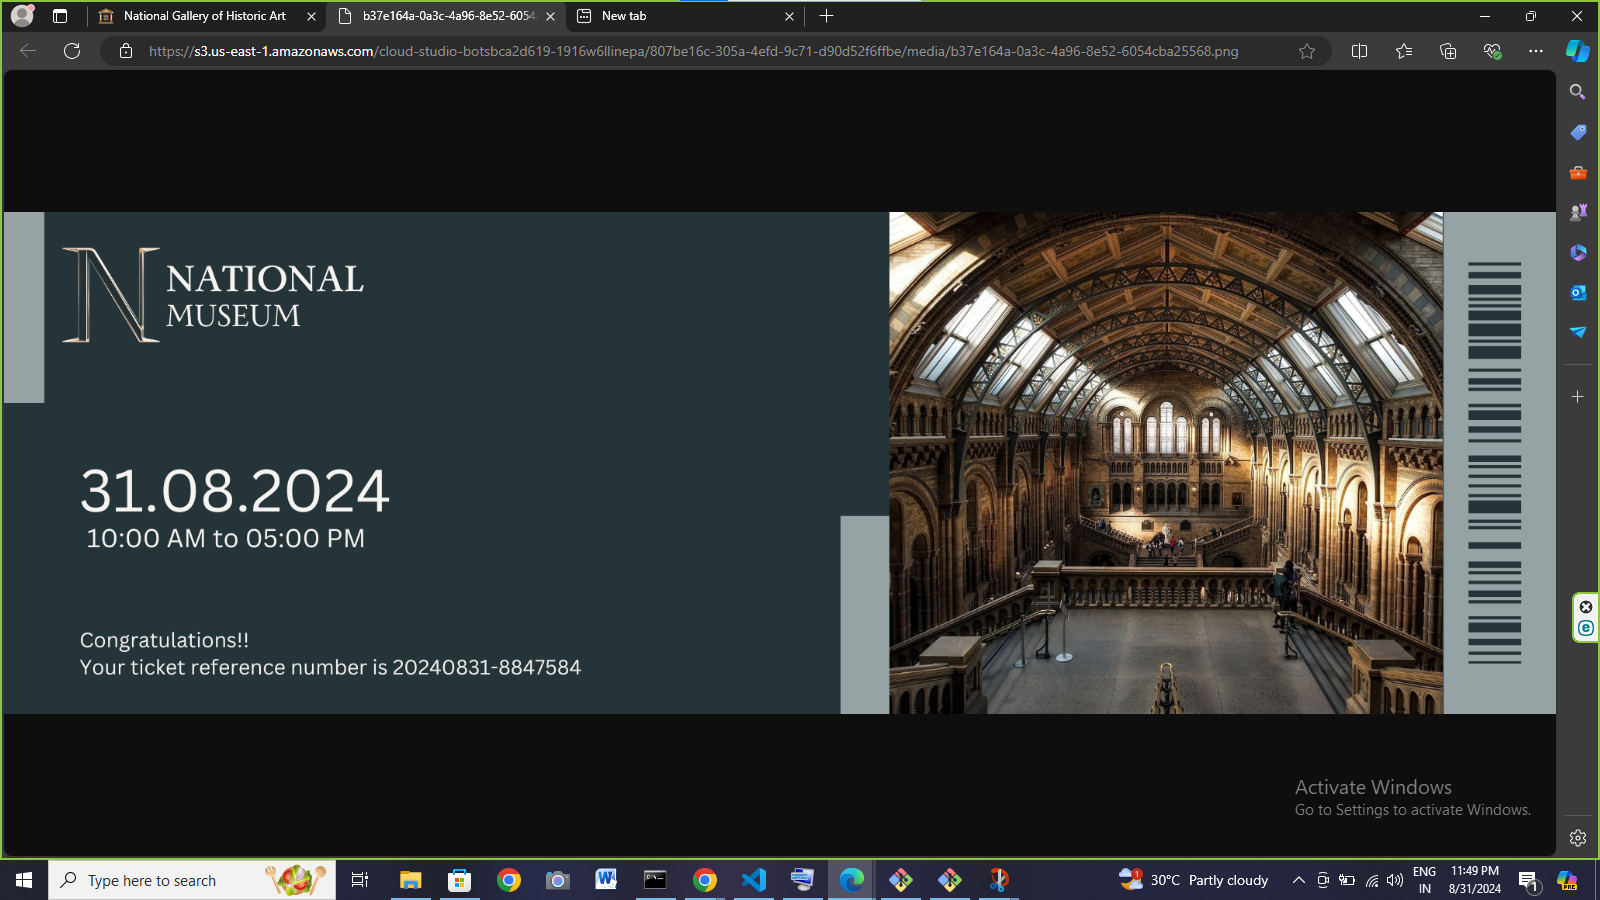 National Gallery of Historic Art
b37e164a-0a3c-4a96-8e52-6054
New tab
https://s3.us-east-1.amazonaws.com/cloud-studio-botsbca2d619-1916w6llinepa/807be16c-305a-4efd-9c71-d90d52f6ffbe/media/b37e164a-0a3c-4a96-8e52-6054cba25568.png
N NATIONAL
MUSEUM
31.08.2024
10:00 AM to 05:00 PM
Congratulations!!
Your ticket reference number is 20240831-8847584
Activate Windows
Go to Settings to activate Windows.
Type here to search
1
30°C Partly cloudy
ENG
IN
11:49 PM
8/31/2024
1
PRE